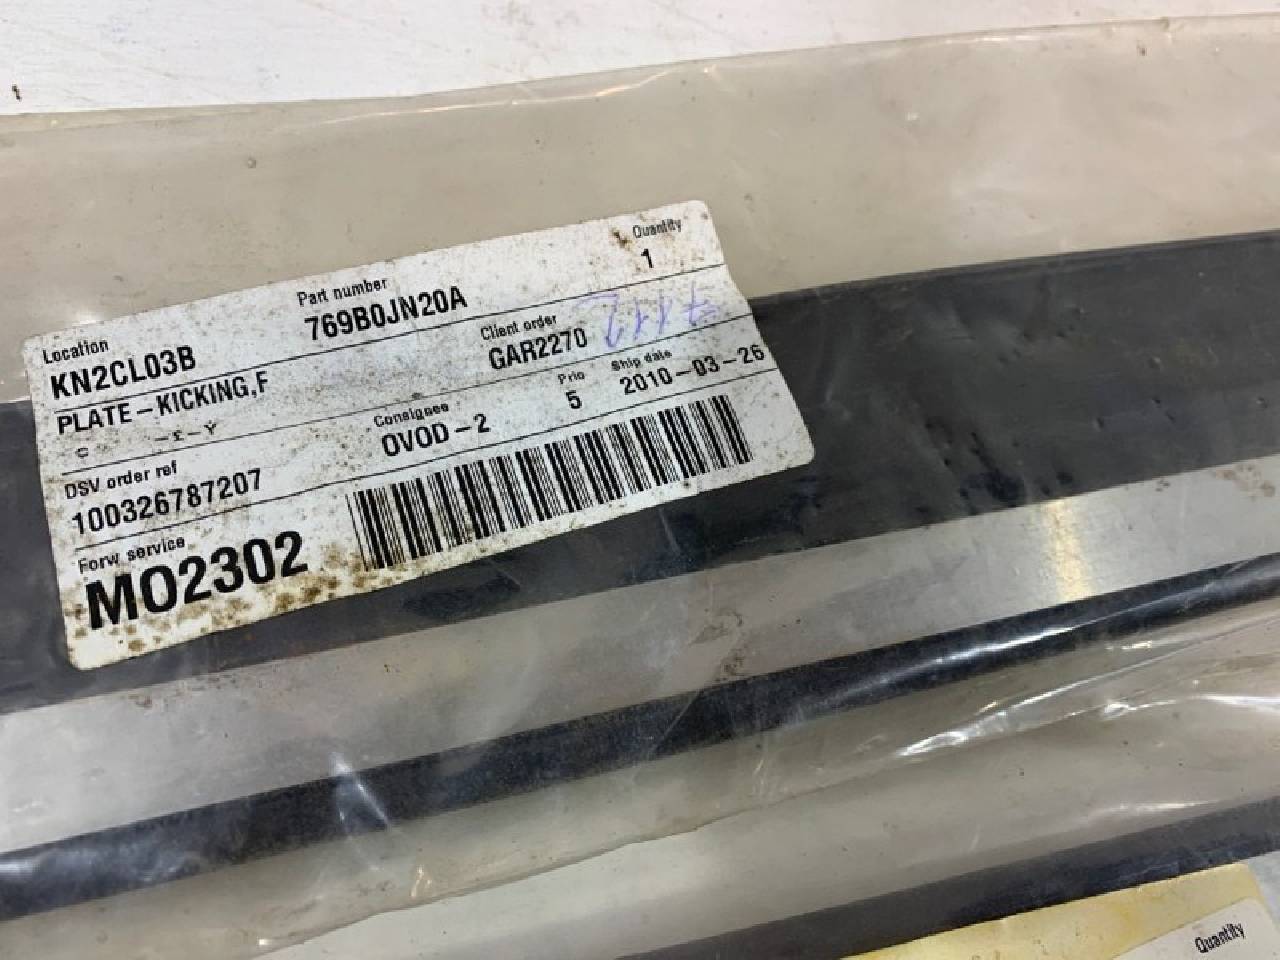 Location
KN2CL03B
Part number
769B0JN20A
Quantity
1
PLATE-KICKING,F
Client order
GAR2270
7112
DSV order ref
100326787207
Consignee
OVOD-2
Prio
5
Ship date
2010-03-26
Forw service
MO2302
Quantity